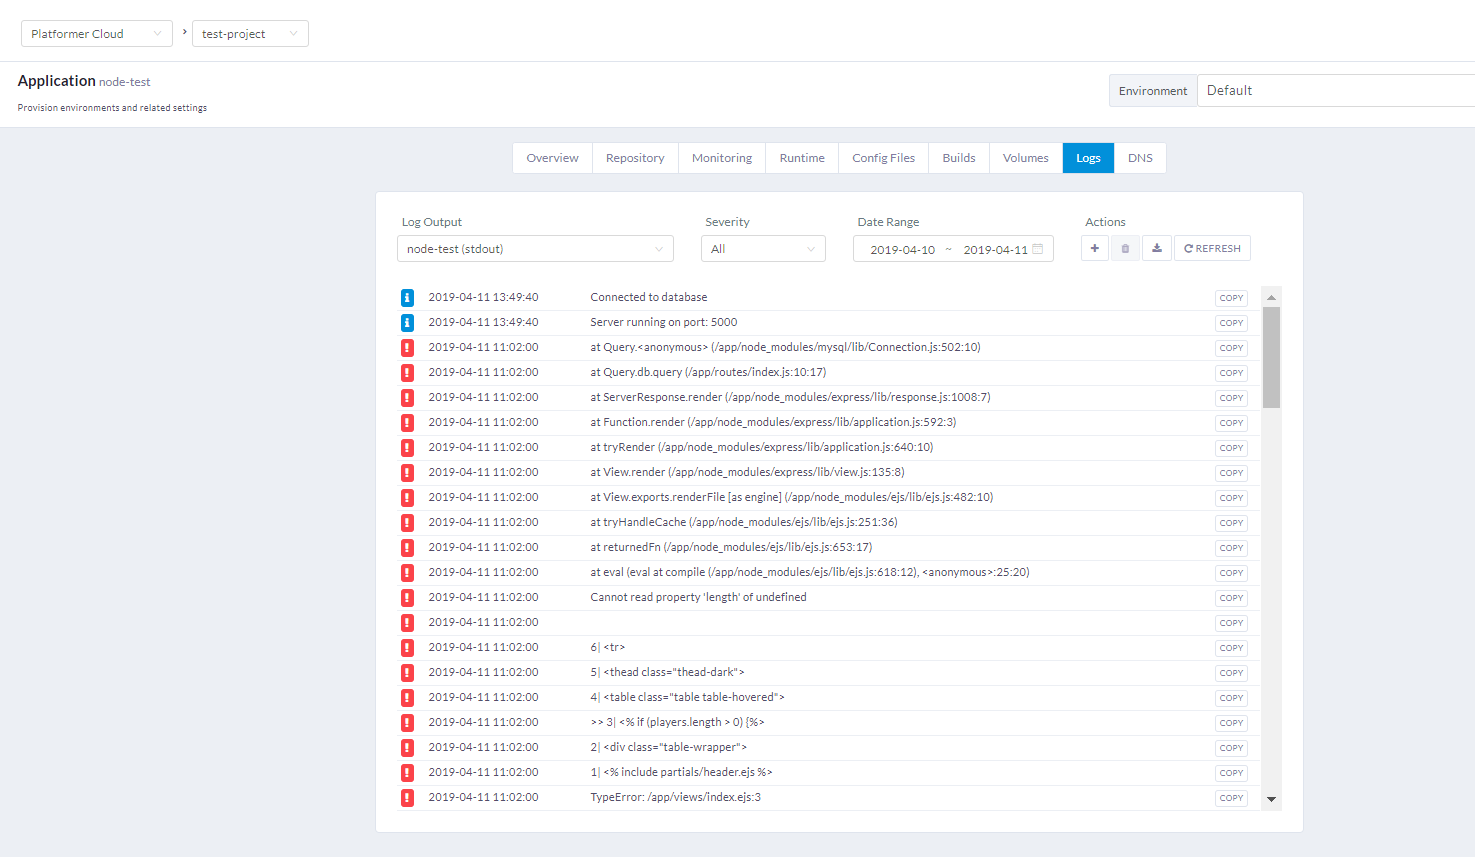 Platformer Cloud > test-project
Application node-test
Provision environments and related settings
Environment Default
Overview Repository Monitoring Runtime Config Files Builds Volumes Logs DNS
Log Output Severity Date Range Actions
node-test (stdout) All 2019-04-10 ~ 2019-04-11 + REFRESH
2019-04-11 13:49:40 Connected to database COPY
2019-04-11 13:49:40 Server running on port: 5000 COPY
2019-04-11 11:02:00 at Query.<anonymous> (/app/node_modules/mysql/lib/Connection.js:502:10) COPY
2019-04-11 11:02:00 at Query.db.query (/app/routes/index.js:10:17) COPY
2019-04-11 11:02:00 at ServerResponse.render (/app/node_modules/express/lib/response.js:1008:7) COPY
2019-04-11 11:02:00 at Function.render (/app/node_modules/express/lib/application.js:592:3) COPY
2019-04-11 11:02:00 at tryRender (/app/node_modules/express/lib/application.js:640:10) COPY
2019-04-11 11:02:00 at View.render (/app/node_modules/express/lib/view.js:135:8) COPY
2019-04-11 11:02:00 at View.exports.renderFile [as engine] (/app/node_modules/ejs/lib/ejs.js:482:10) COPY
2019-04-11 11:02:00 at tryHandleCache (/app/node_modules/ejs/lib/ejs.js:251:36) COPY
2019-04-11 11:02:00 at returnedFn (/app/node_modules/ejs/lib/ejs.js:653:17) COPY
2019-04-11 11:02:00 at eval (eval at compile (/app/node_modules/ejs/lib/ejs.js:618:12), <anonymous>:25:20) COPY
2019-04-11 11:02:00 Cannot read property 'length' of undefined COPY
2019-04-11 11:02:00 COPY
2019-04-11 11:02:00 6| <tr> COPY
2019-04-11 11:02:00 5| <thead class="thead-dark"> COPY
2019-04-11 11:02:00 4| <table class="table table-hovered"> COPY
2019-04-11 11:02:00 >> 3| <% if (players.length > 0) {%> COPY
2019-04-11 11:02:00 2| <div class="table-wrapper"> COPY
2019-04-11 11:02:00 1| <% include partials/header.ejs %> COPY
2019-04-11 11:02:00 TypeError: /app/views/index.ejs:3 COPY